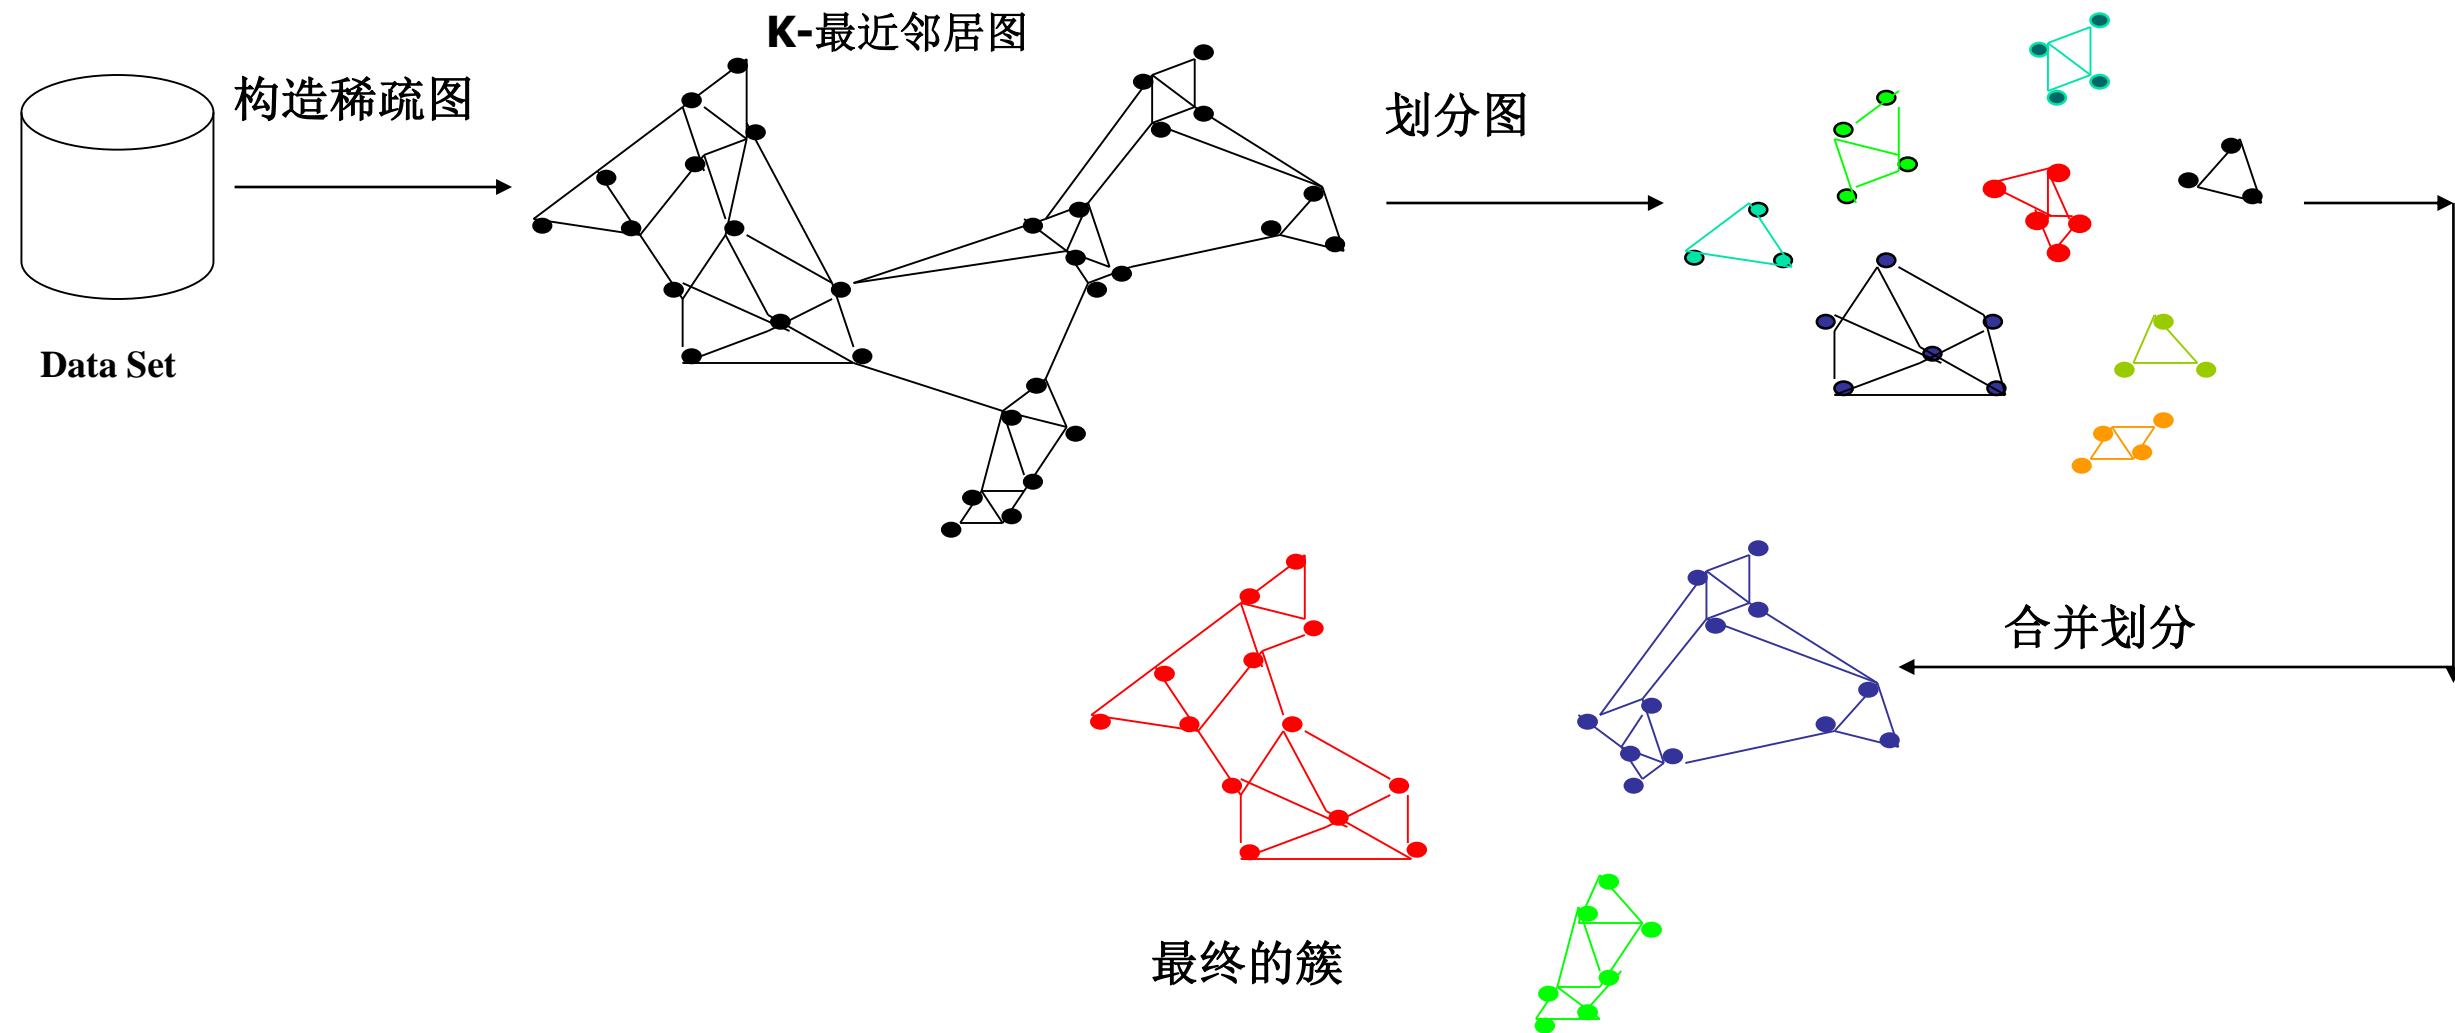 K-最近邻居图
构造稀疏图
划分图
Data Set
合并划分
最终的簇